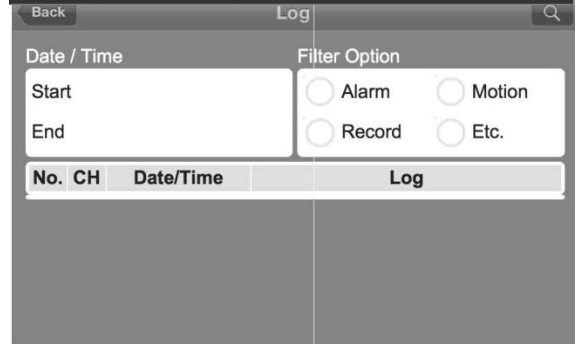 Back Log
Date / Time
Start
End
Filter Option
Alarm Motion
Record Etc.
No. CH Date/Time Log